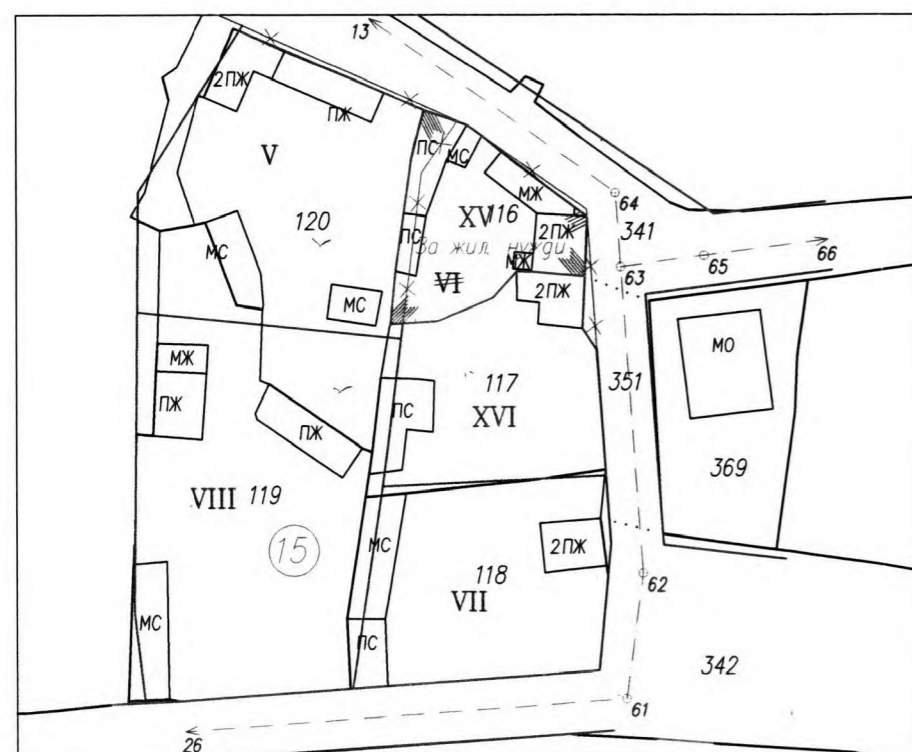 13
2ПЖ
ПЖ
V
120
МС
МС
ПС
МС
МЖ
XV 116
2ПЖ
ПС
За жил. нужди
МЖ
VI
2ПЖ
64
341
63
65
66
МЖ
ПЖ
ПЖ
ПС
117
XVI
351
МО
369
VIII 119
15
МС
МС
ПС
2ПЖ
118
VII
62
342
61
26